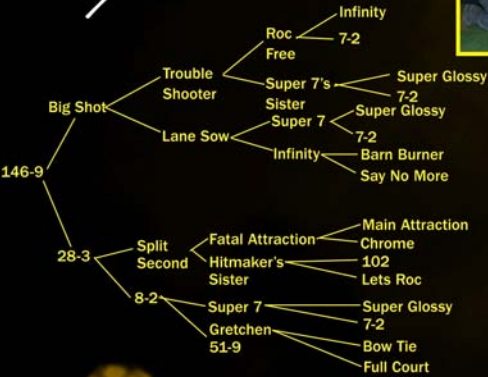 Infinity
Roc
Free
7-2
Trouble
Shooter
Super Glossy
Super 7's
Sister
7-2
Big Shot
Super 7
Super Glossy
7-2
Lane Sow
Infinity
Barn Burner
Say No More
146-9
Main Attraction
Split
Second
Fatal Attraction
Chrome
28-3
Hitmaker's
Sister
102
Lets Roc
8-2
Super 7
Super Glossy
7-2
Gretchen
51-9
Bow Tie
Full Court